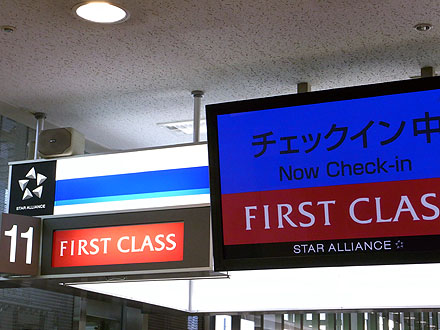 STAR ALLIANCE
11
FIRST CLASS
チェックイン中
Now Check-in
FIRST CLAS
STAR ALLIANCE